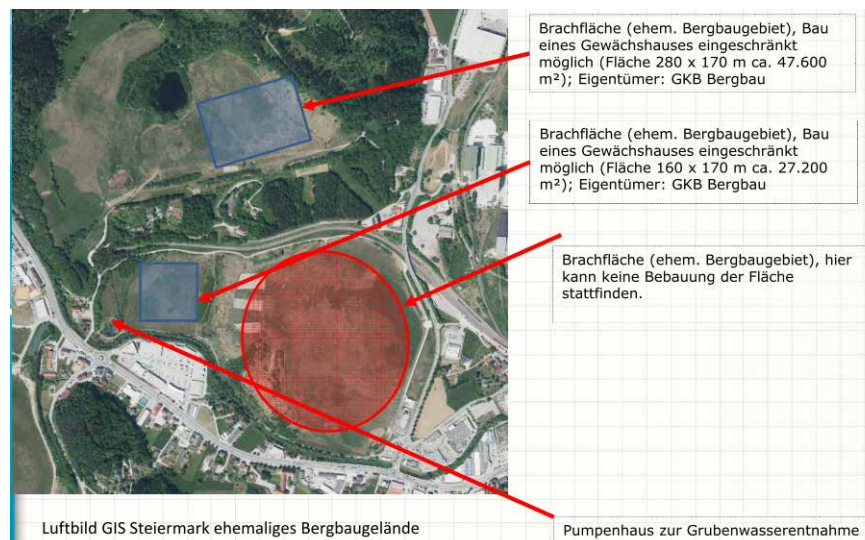 Brachfläche (ehem. Bergbaugebiet), Bau
eines Gewächshauses eingeschränkt
möglich (Fläche 280 x 170 m ca. 47.600
m²); Eigentümer: GKB Bergbau
Brachfläche (ehem. Bergbaugebiet), Bau
eines Gewächshauses eingeschränkt
möglich (Fläche 160 x 170 m ca. 27.200
m²); Eigentümer: GKB Bergbau
Brachfläche (ehem. Bergbaugebiet), hier
kann keine Bebauung der Fläche
stattfinden.
Luftbild GIS Steiermark ehemaliges Bergbaugelände
Pumpenhaus zur Grubenwasserentnahme